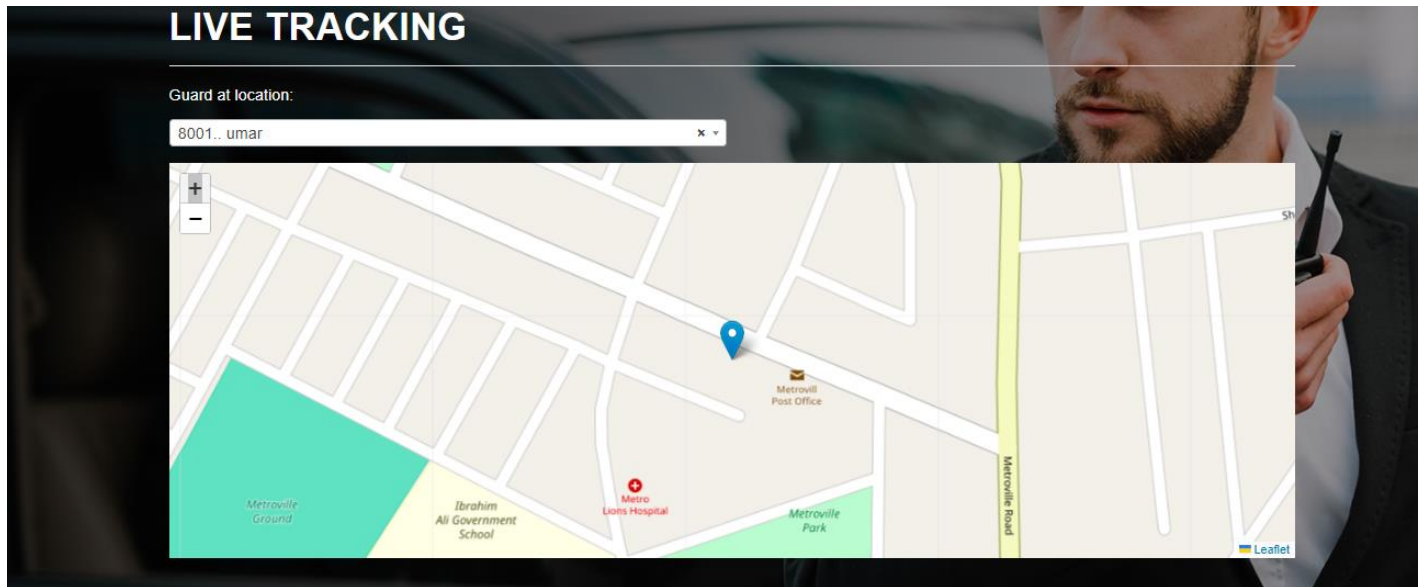 LIVE TRACKING
Guard at location:
8001.. umar
×
+
−
Sh
Metrovill
Post Office
Metroville Road
Metro
Lions Hospital
Metroville
Ground
Ibrahim
Ali Government
School
Metroville
Park
Leaflet